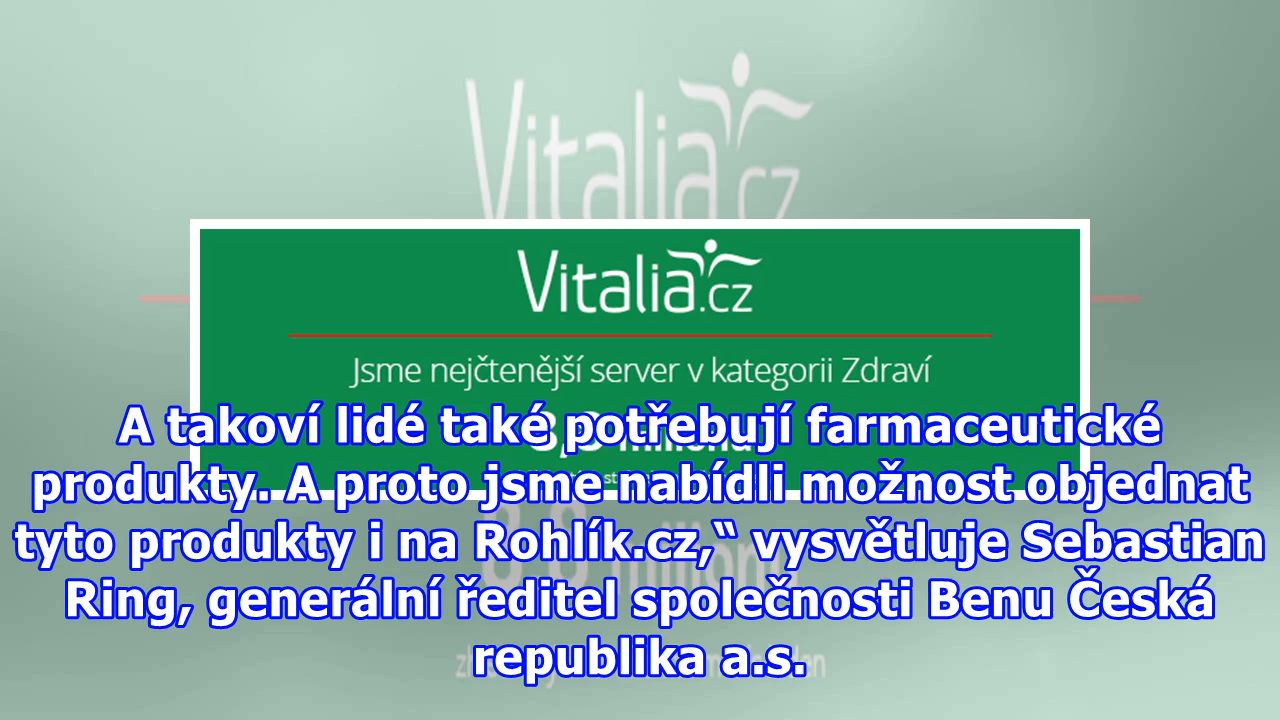 Vitalia.cz
Vitalia.cz
Jsme nejčtenější server v kategorii Zdraví
A takoví lidé také potřebují farmaceutické
produkty. A proto jsme nabídli možnost objednat
tyto produkty i na Rohlík.cz,“ vysvětluje Sebastian
Ring, generální ředitel společnosti Benu Česká
republika a.s.